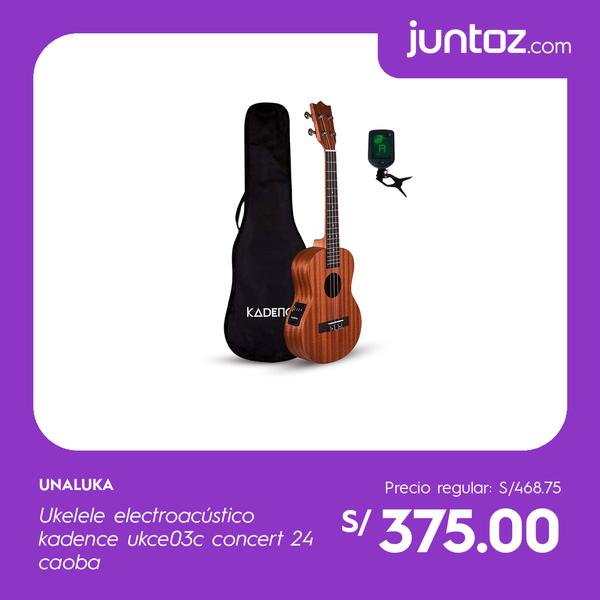 juntoz.com
KADENC
UNALUKA
Ukelele electroacústico
kadence ukce03c concert 24
caoba
Precio regular: S/468.75
S/ 375.00